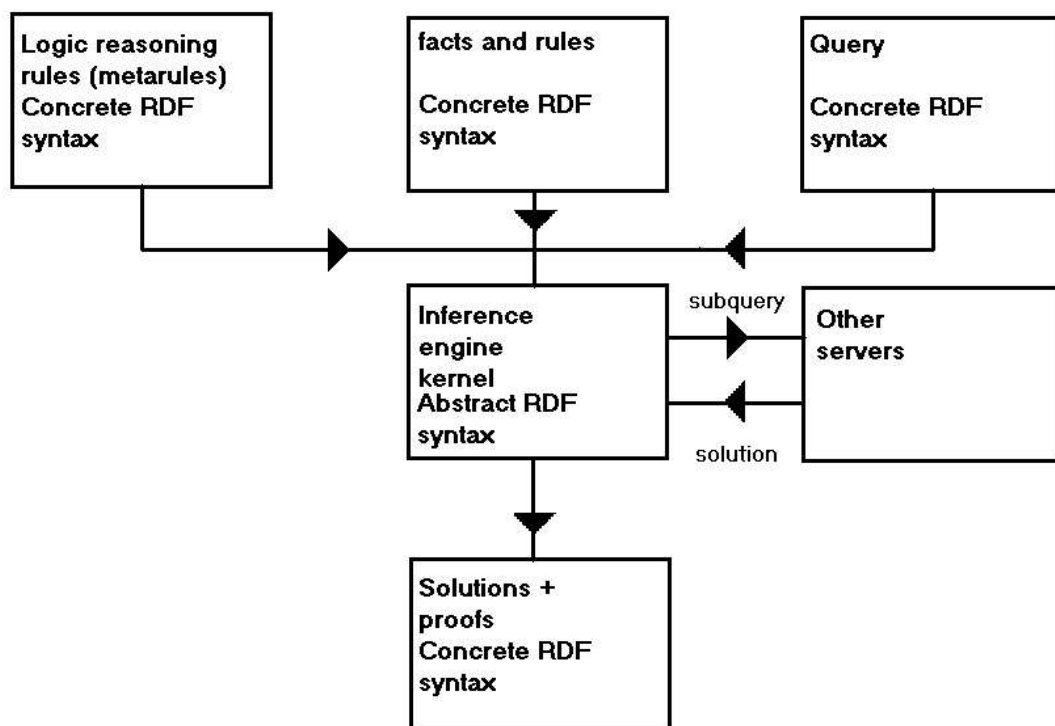 Logic reasoning
rules (metarules)
Concrete RDF
syntax
facts and rules
Concrete RDF
syntax
Query
Concrete RDF
syntax
Inference
engine
kernel
Abstract RDF
syntax
subquery
solution
Other
servers
Solutions +
proofs
Concrete RDF
syntax